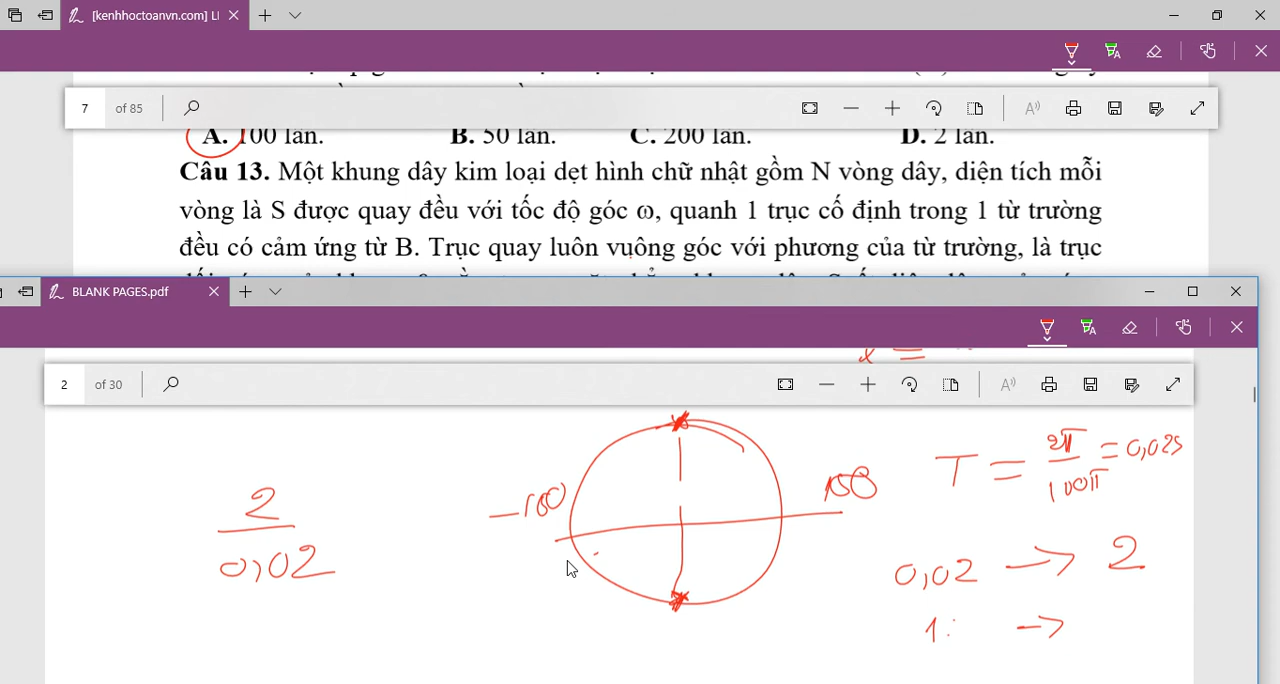 [kenhhoctoanvn.com] LI
7 of 85
A. 100 lần. B. 50 lần. C. 200 lần. D. 2 lần.
Câu 13. Một khung dây kim loại dẹt hình chữ nhật gồm N vòng dây, diện tích mỗi
vòng là S được quay đều với tốc độ góc ω, quanh 1 trục cố định trong 1 từ trường
đều có cảm ứng từ B. Trục quay luôn vuông góc với phương của từ trường, là trục
BLANK PAGES.pdf
2 of 30
2
0,02
-100
T = 2π/100π = 0,02s
0,02 → 2
1s →